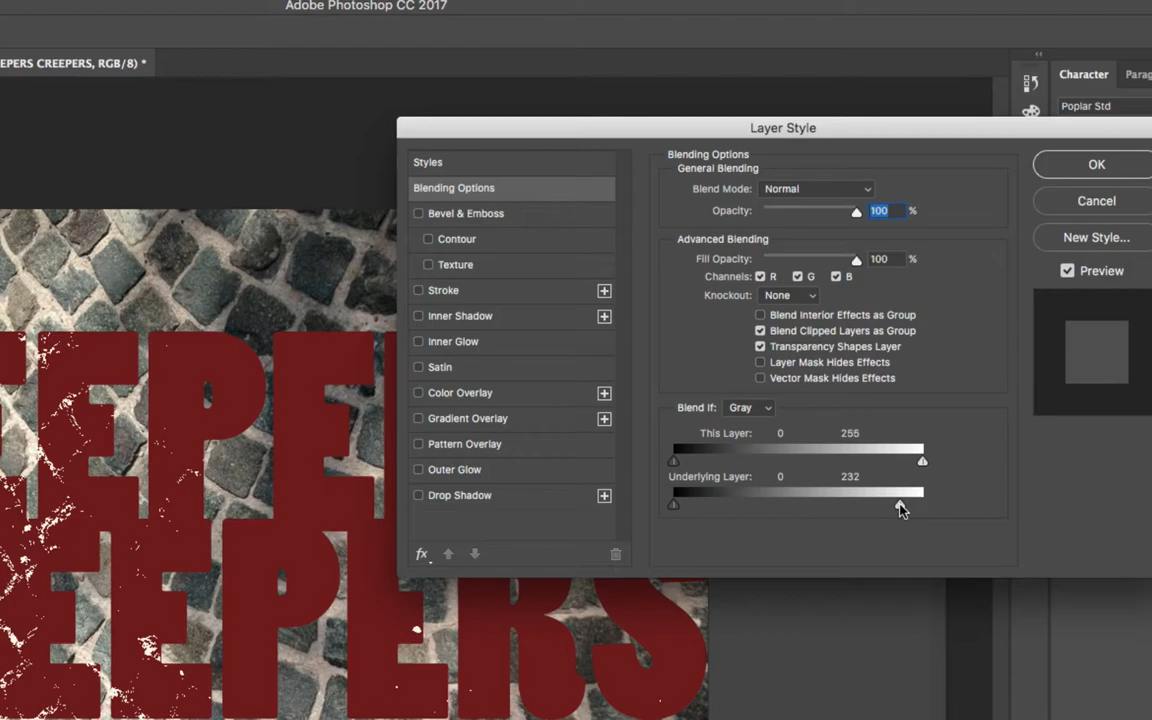 Adobe Photoshop CC 2017
EPERS CREEPERS, RGB/8) *
Character
Parag
Poplar Std
Layer Style
Styles
Blending Options
Bevel & Emboss
Contour
Texture
Stroke
Inner Shadow
Inner Glow
Satin
Color Overlay
Gradient Overlay
Pattern Overlay
Outer Glow
Drop Shadow
fx
Blending Options
General Blending
Blend Mode: Normal
Opacity: 100 %
Advanced Blending
Fill Opacity: 100 %
Channels: R G B
Knockout: None
Blend Interior Effects as Group
Blend Clipped Layers as Group
Transparency Shapes Layer
Layer Mask Hides Effects
Vector Mask Hides Effects
Blend If: Gray
This Layer: 0 255
Underlying Layer: 0 232
OK
Cancel
New Style...
Preview
EEPE
EEPERS